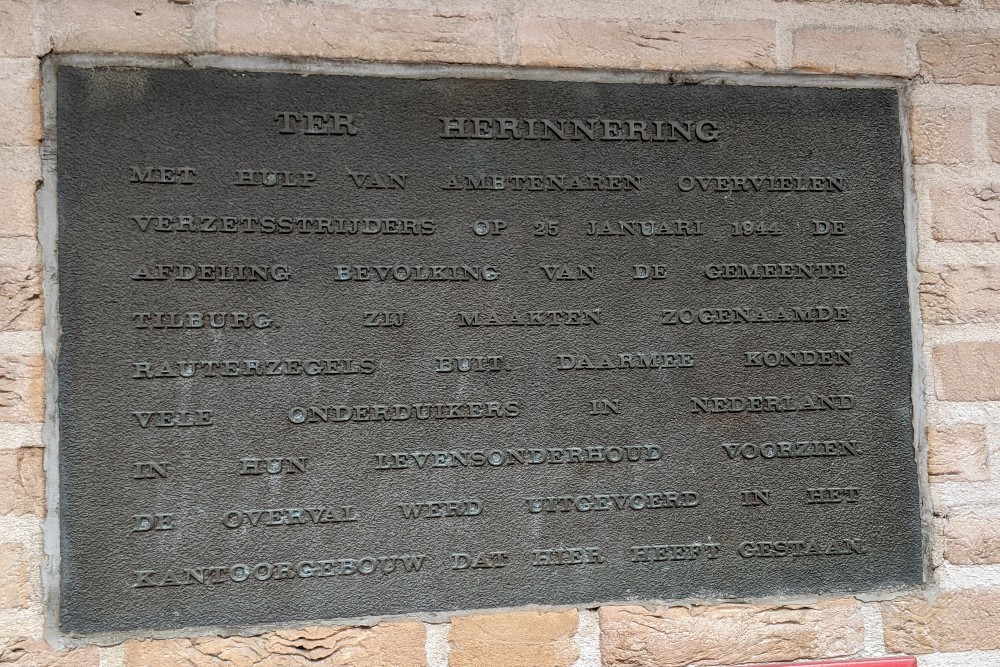 TER HERINNERING
MET HULP VAN AMBTENAREN OVERVIELEN
VERZETSSTRIJDERS OP 25 JANUARI 1944 DE
AFDELING BEVOLKING VAN DE GEMEENTE
TILBURG. ZIJ MAAKTEN ZOGENAAMDE
RAUTERZEGELS BUIT. DAARMEE KONDEN
VELE ONDERDUIKERS IN NEDERLAND
IN HUN LEVENSONDERHOUD VOORZIEN.
DE OVERVAL WERD UITGEVOERD IN HET
KANTOORGEBOUW DAT HIER HEEFT GESTAAN.